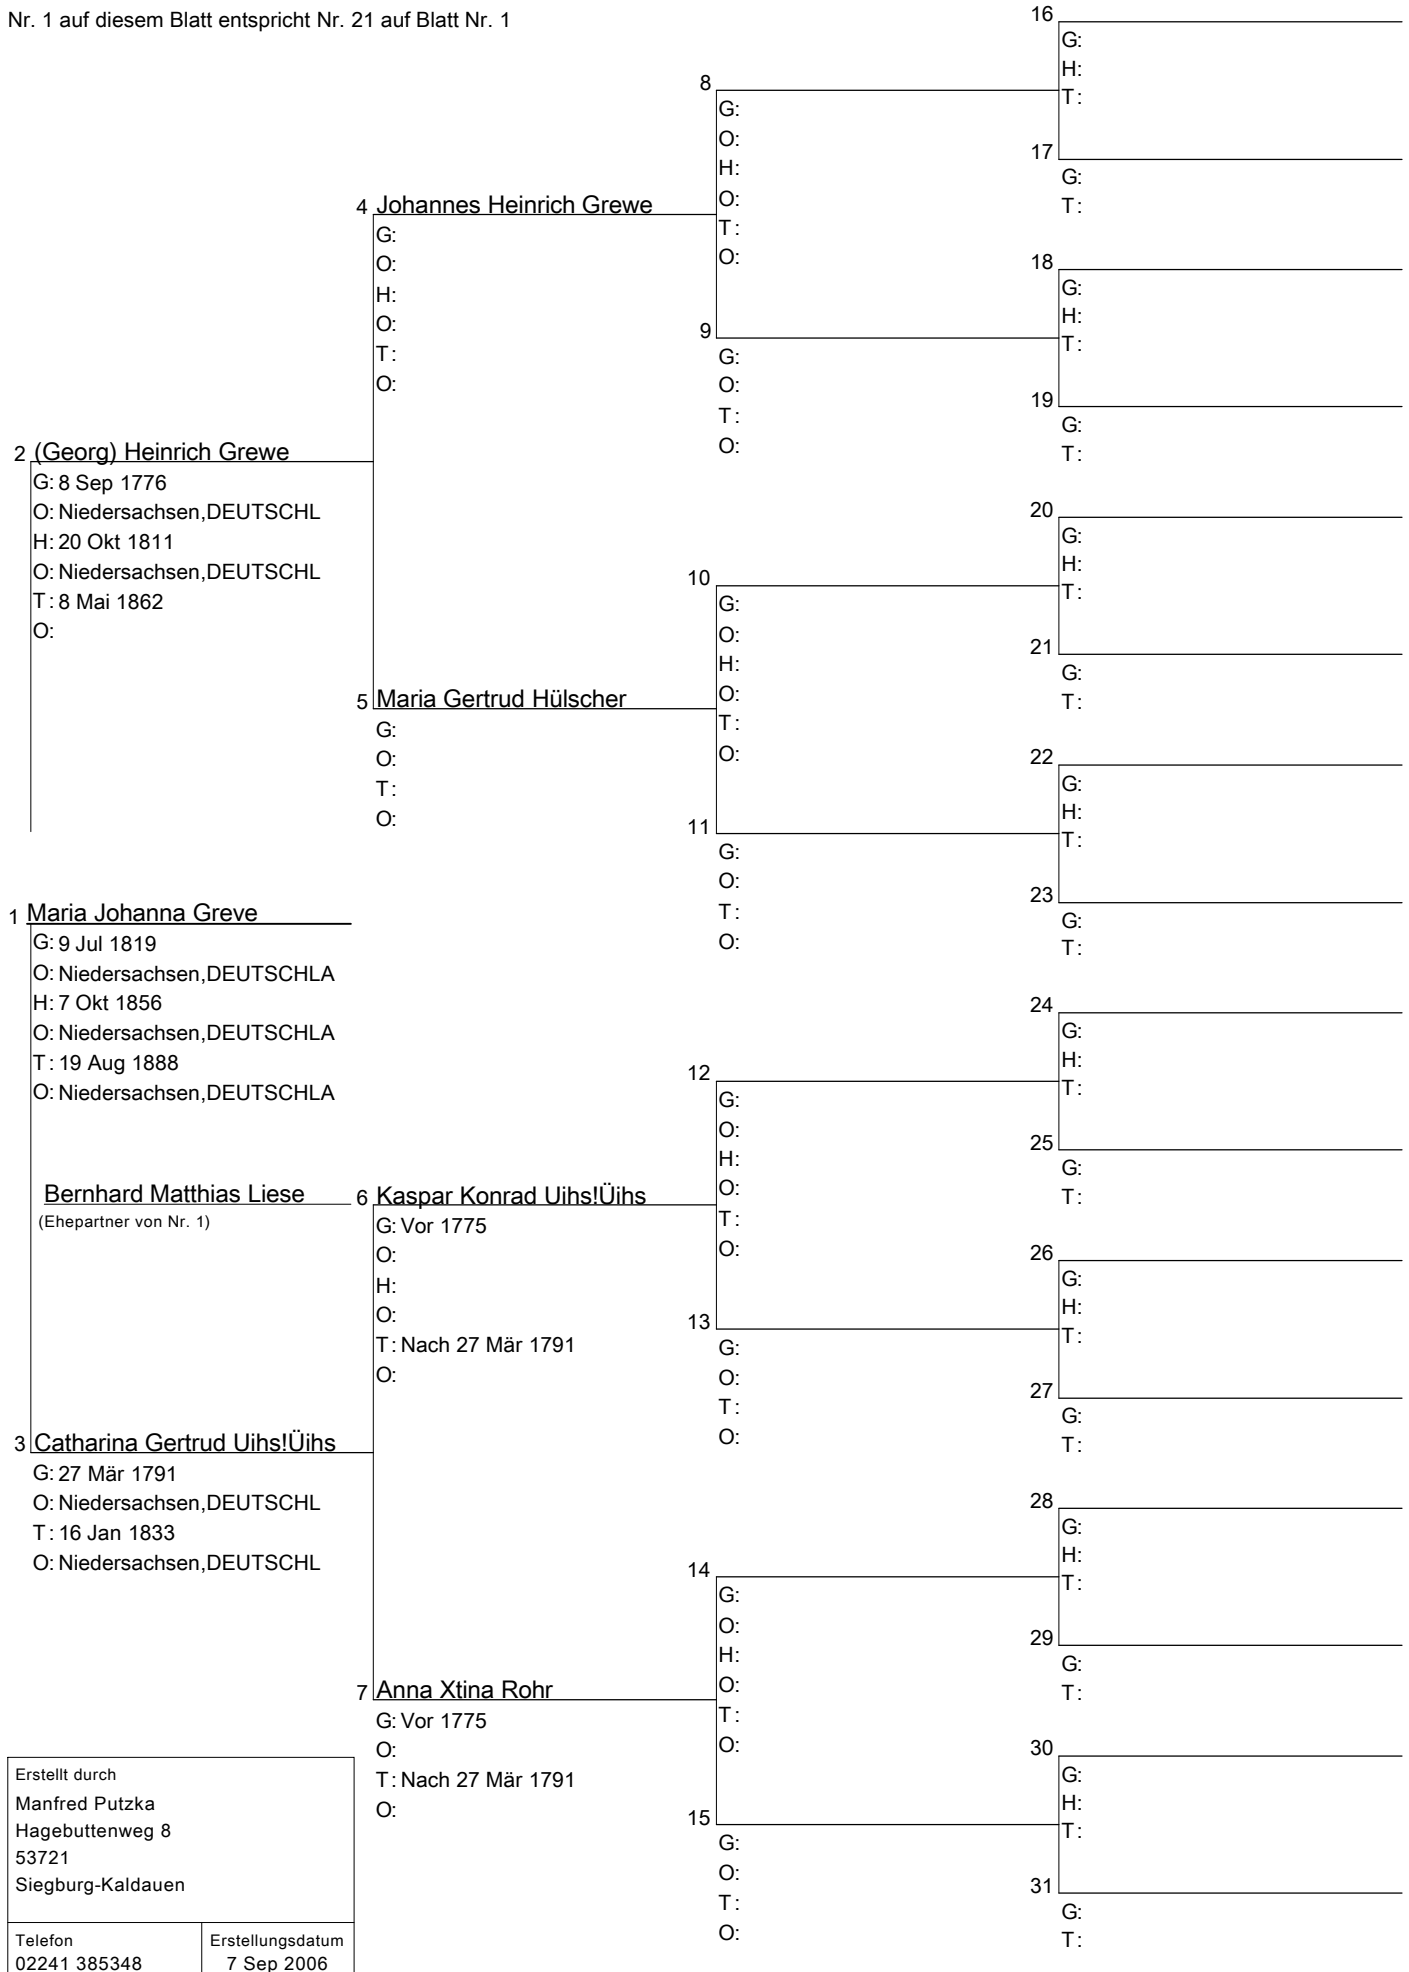 Nr. 1 auf diesem Blatt entspricht Nr. 21 auf Blatt Nr. 1
16
G:
H:
T:
8
G:
O:
H:
O:
T:
O:
17
G:
T:
4 Johannes Heinrich Grewe
G:
O:
H:
O:
T:
O:
18
G:
H:
T:
9
G:
O:
T:
O:
19
G:
T:
2 (Georg) Heinrich Grewe
G: 8 Sep 1776
O: Niedersachsen,DEUTSCHL
H: 20 Okt 1811
O: Niedersachsen,DEUTSCHL
T: 8 Mai 1862
O:
20
G:
H:
T:
10
G:
O:
H:
O:
T:
O:
21
G:
T:
5 Maria Gertrud Hülscher
G:
O:
T:
O:
22
G:
H:
T:
11
G:
O:
T:
O:
23
G:
T:
1 Maria Johanna Greve
G: 9 Jul 1819
O: Niedersachsen,DEUTSCHLA
H: 7 Okt 1856
O: Niedersachsen,DEUTSCHLA
T: 19 Aug 1888
O: Niedersachsen,DEUTSCHLA
24
G:
H:
T:
12
G:
O:
H:
O:
T:
O:
25
G:
T:
Bernhard Matthias Liese
(Ehepartner von Nr. 1)
6 Kaspar Konrad Uihs!Üihs
G: Vor 1775
O:
H:
O:
T: Nach 27 Mär 1791
O:
26
G:
H:
T:
13
G:
O:
T:
O:
27
G:
T:
3 Catharina Gertrud Uihs!Üihs
G: 27 Mär 1791
O: Niedersachsen,DEUTSCHL
T: 16 Jan 1833
O: Niedersachsen,DEUTSCHL
28
G:
H:
T:
14
G:
O:
H:
O:
T:
O:
29
G:
T:
7 Anna Xtina Rohr
G: Vor 1775
O:
T: Nach 27 Mär 1791
O:
30
G:
H:
T:
15
G:
O:
T:
O:
31
G:
T:
Erstellt durch
Manfred Putzka
Hagebuttenweg 8
53721
Siegburg-Kaldauen
Telefon
02241 385348
Erstellungsdatum
7 Sep 2006